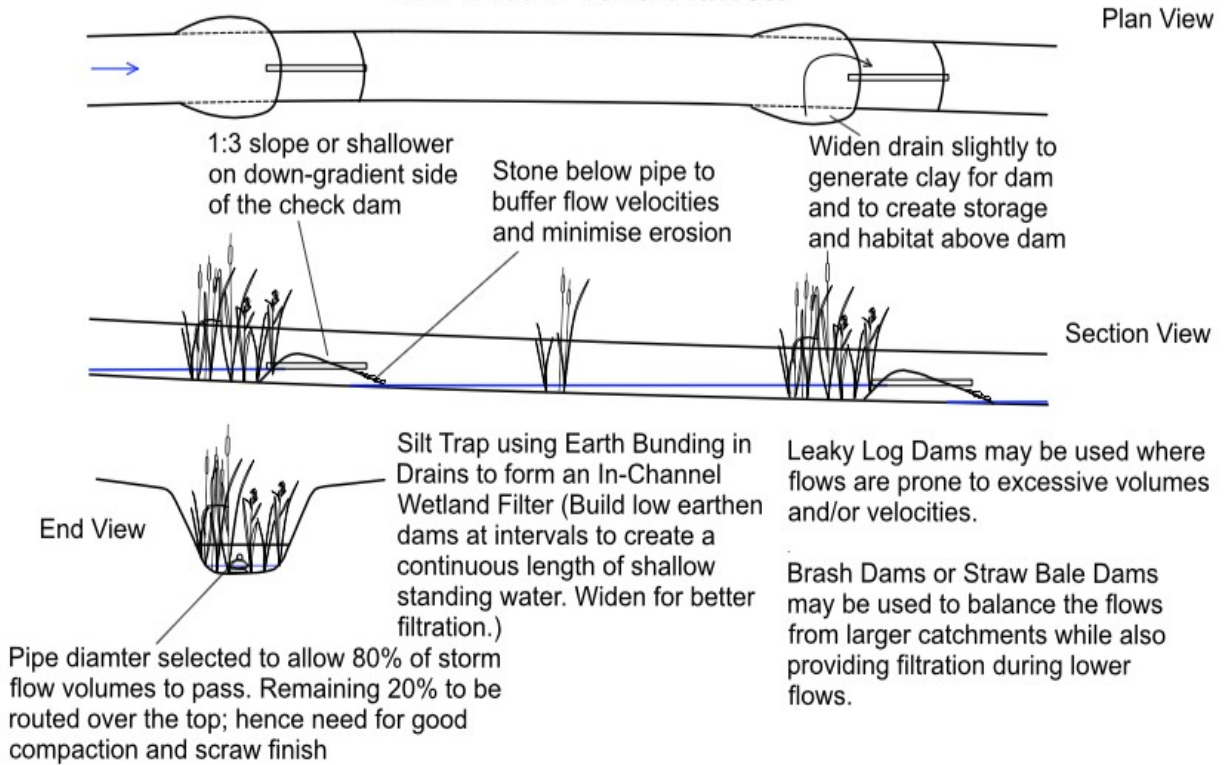 Plan View
1:3 slope or shallower
on down-gradient side
of the check dam
Stone below pipe to
buffer flow velocities
and minimise erosion
Widen drain slightly to
generate clay for dam
and to create storage
and habitat above dam
Section View
End View
Silt Trap using Earth Bunding in
Drains to form an In-Channel
Wetland Filter (Build low earthen
dams at intervals to create a
continuous length of shallow
standing water. Widen for better
filtration.)
Leaky Log Dams may be used where
flows are prone to excessive volumes
and/or velocities.
Brash Dams or Straw Bale Dams
may be used to balance the flows
from larger catchments while also
providing filtration during lower
flows.
Pipe diamter selected to allow 80% of storm
flow volumes to pass. Remaining 20% to be
routed over the top; hence need for good
compaction and scraw finish